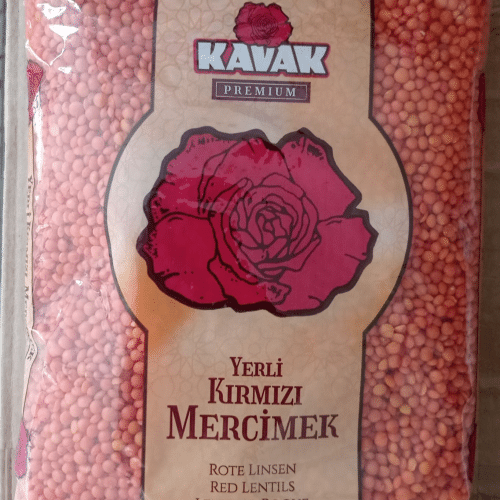 KAVAK
PREMIUM
YERLİ
KIRMIZI
MERCİMEK
ROTE LINSEN
RED LENTILS